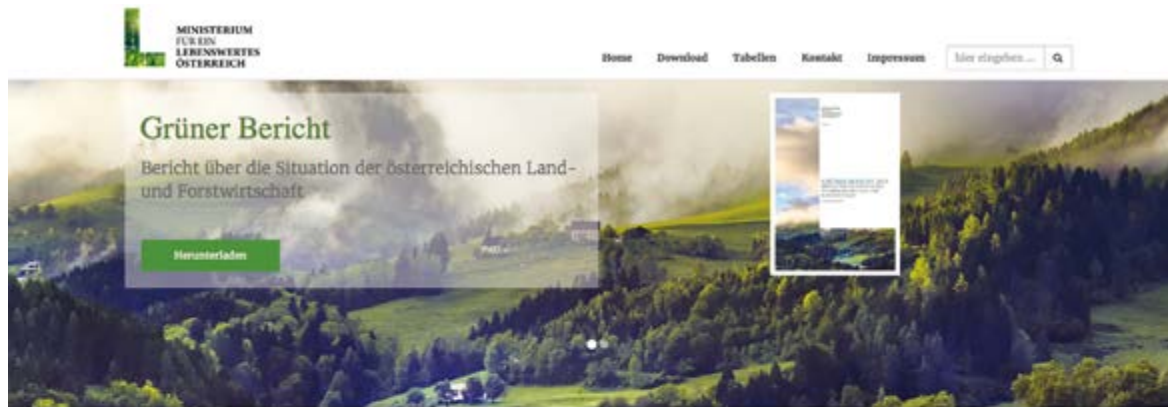 MINISTERIUM
FÜR EIN
LEBENSWERTES
ÖSTERREICH
Home Download Tabellen Kontakt Impressum hier eingeben ...
Grüner Bericht
Bericht über die Situation der österreichischen Land-
und Forstwirtschaft
Herunterladen